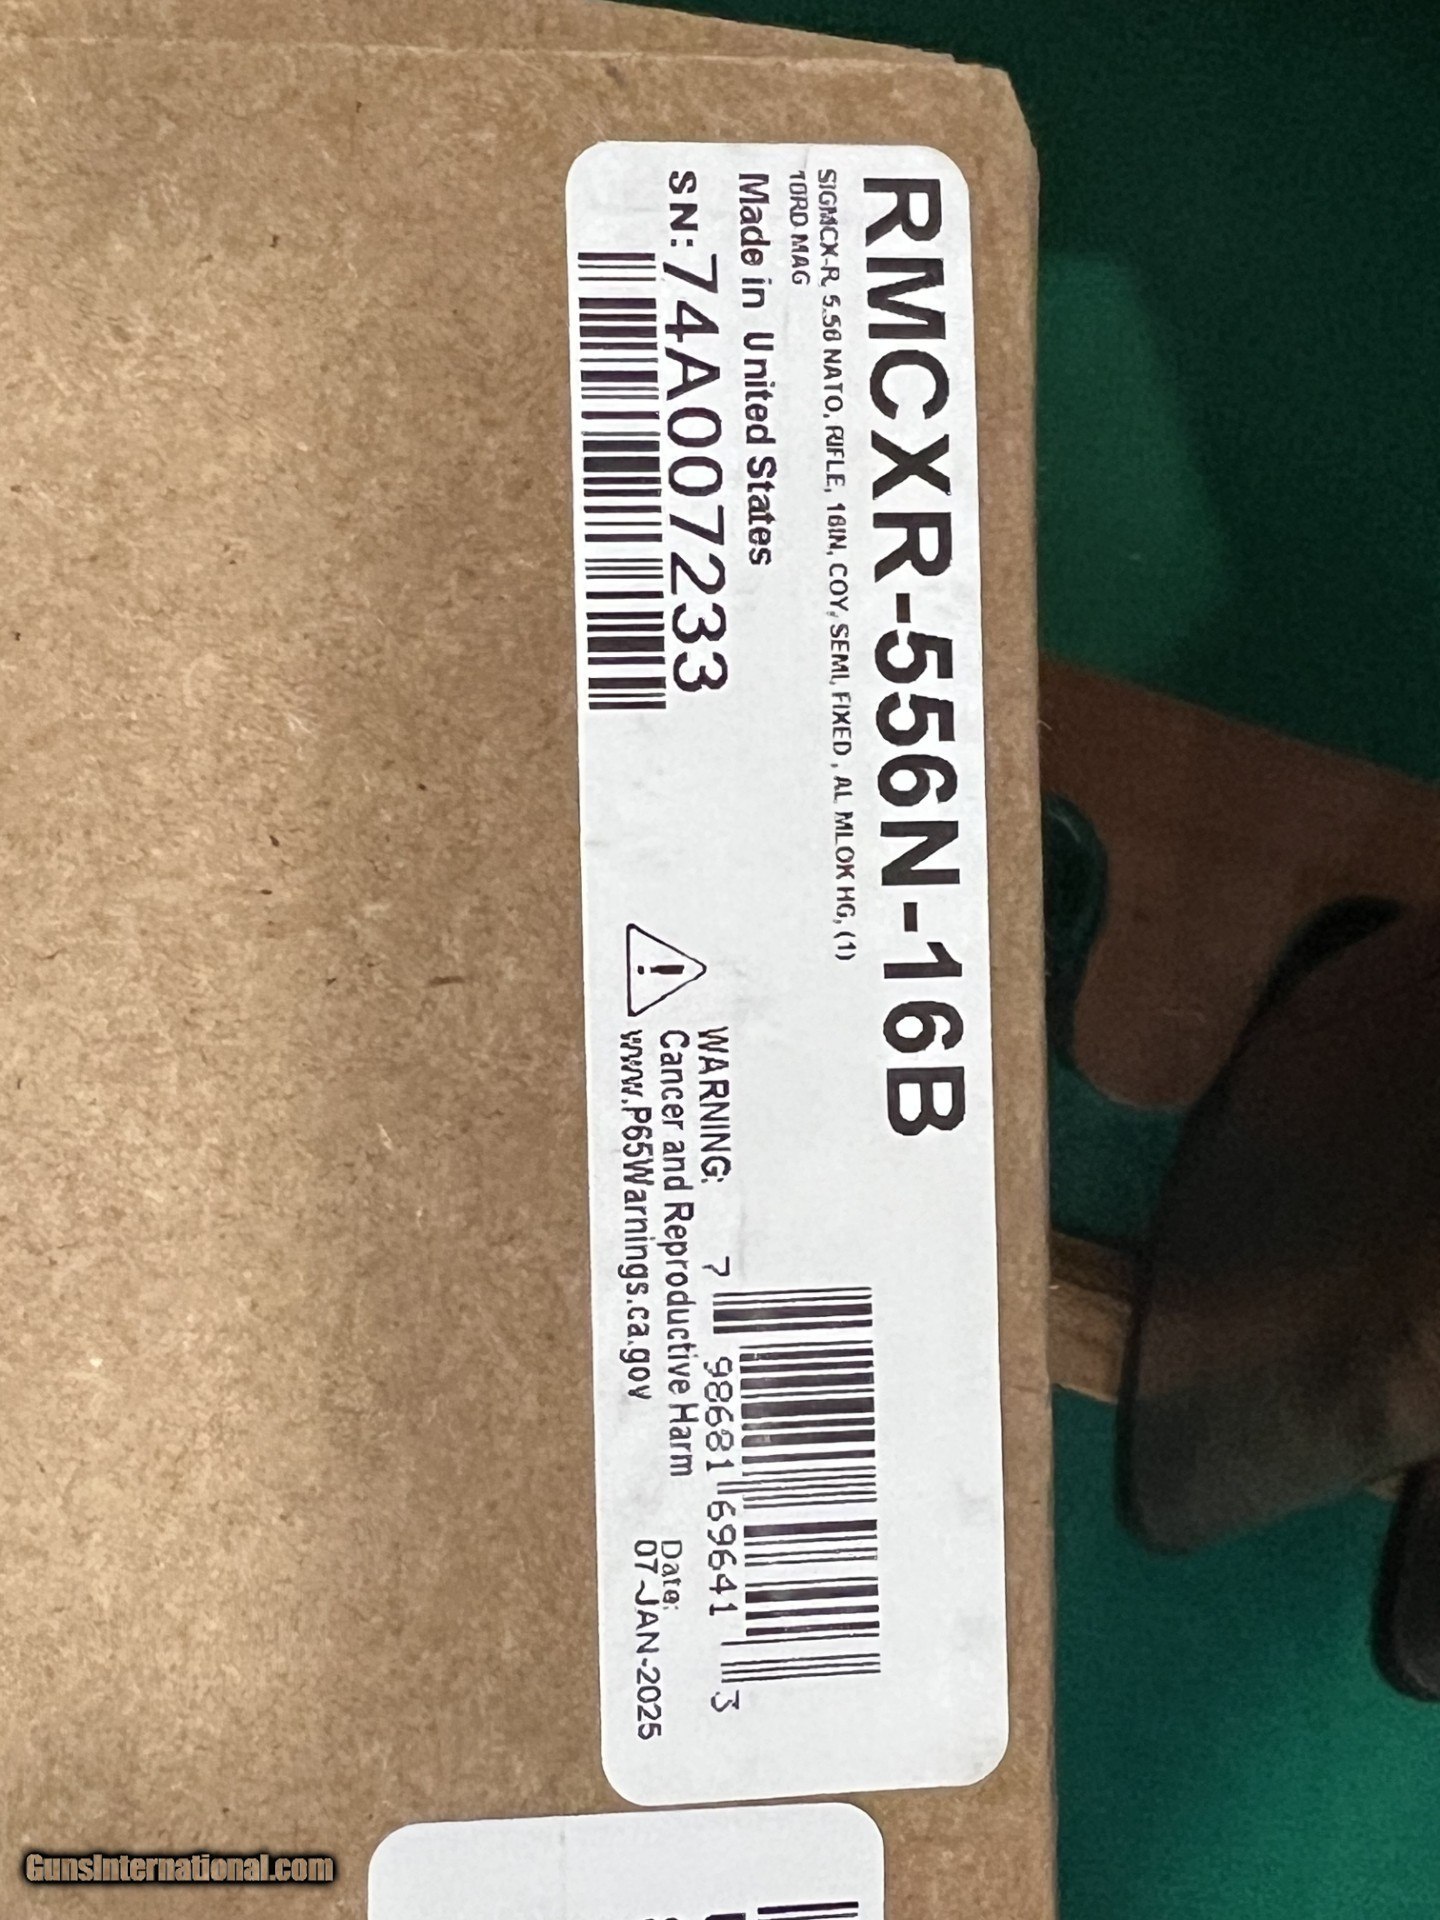 RMCXR-556N-16B
SIGMCX-R, 5.56 NATO, RIFLE, 16IN, COY, SEMI, FIXED , AL MLOK HG, (1)
10RD MAG
Made in United States
SN:74A007233
WARNING:
Cancer and Reproductive Harm
www.P65Warnings.ca.gov
7 98681 69641 3
Date:
07-JAN-2025
GunsInternational.com